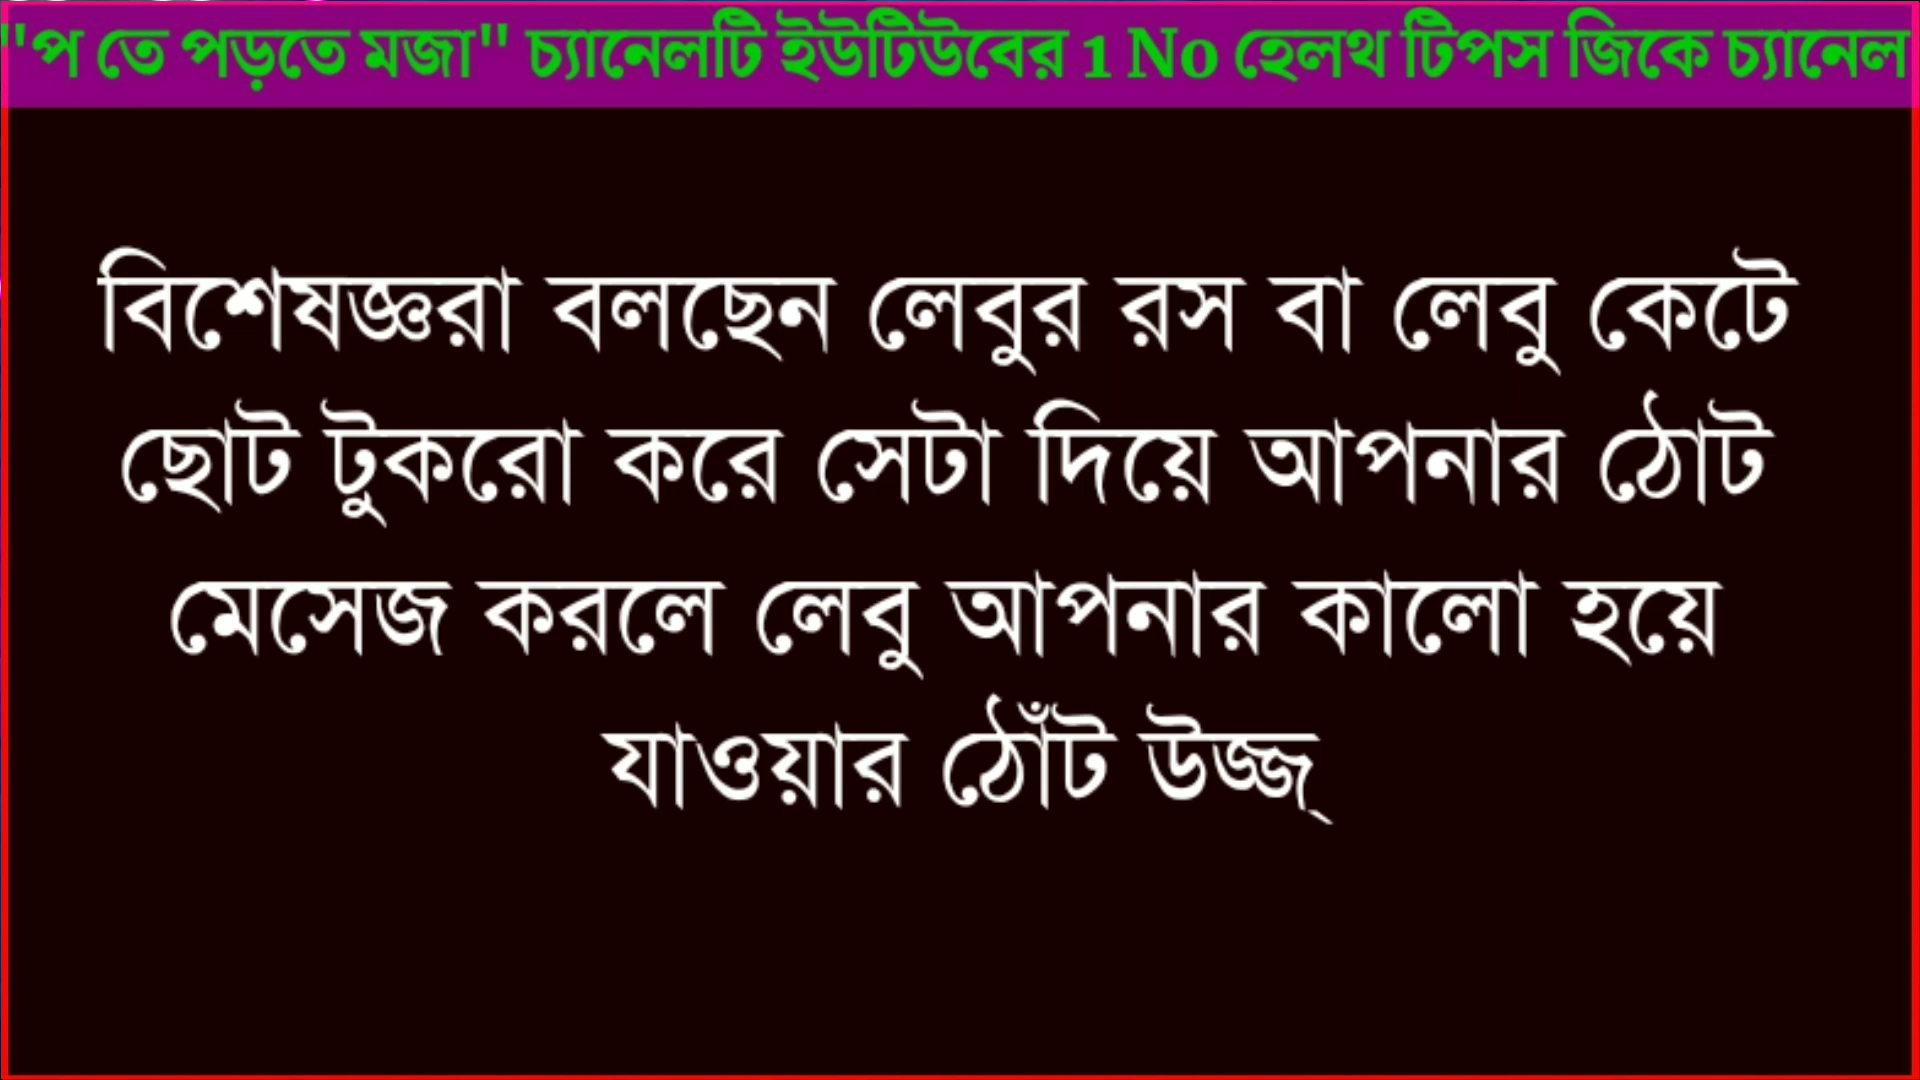 "প তে পড়তে মজা" চ্যানেলটি ইউটিউবের 1 No হেলথ টিপস জিকে চ্যানেল
বিশেষজ্ঞরা বলছেন লেবুর রস বা লেবু কেটে
ছোট টুকরো করে সেটা দিয়ে আপনার ঠোট
মেসেজ করলে লেবু আপনার কালো হয়ে
যাওয়ার ঠোঁট উজ্জ্